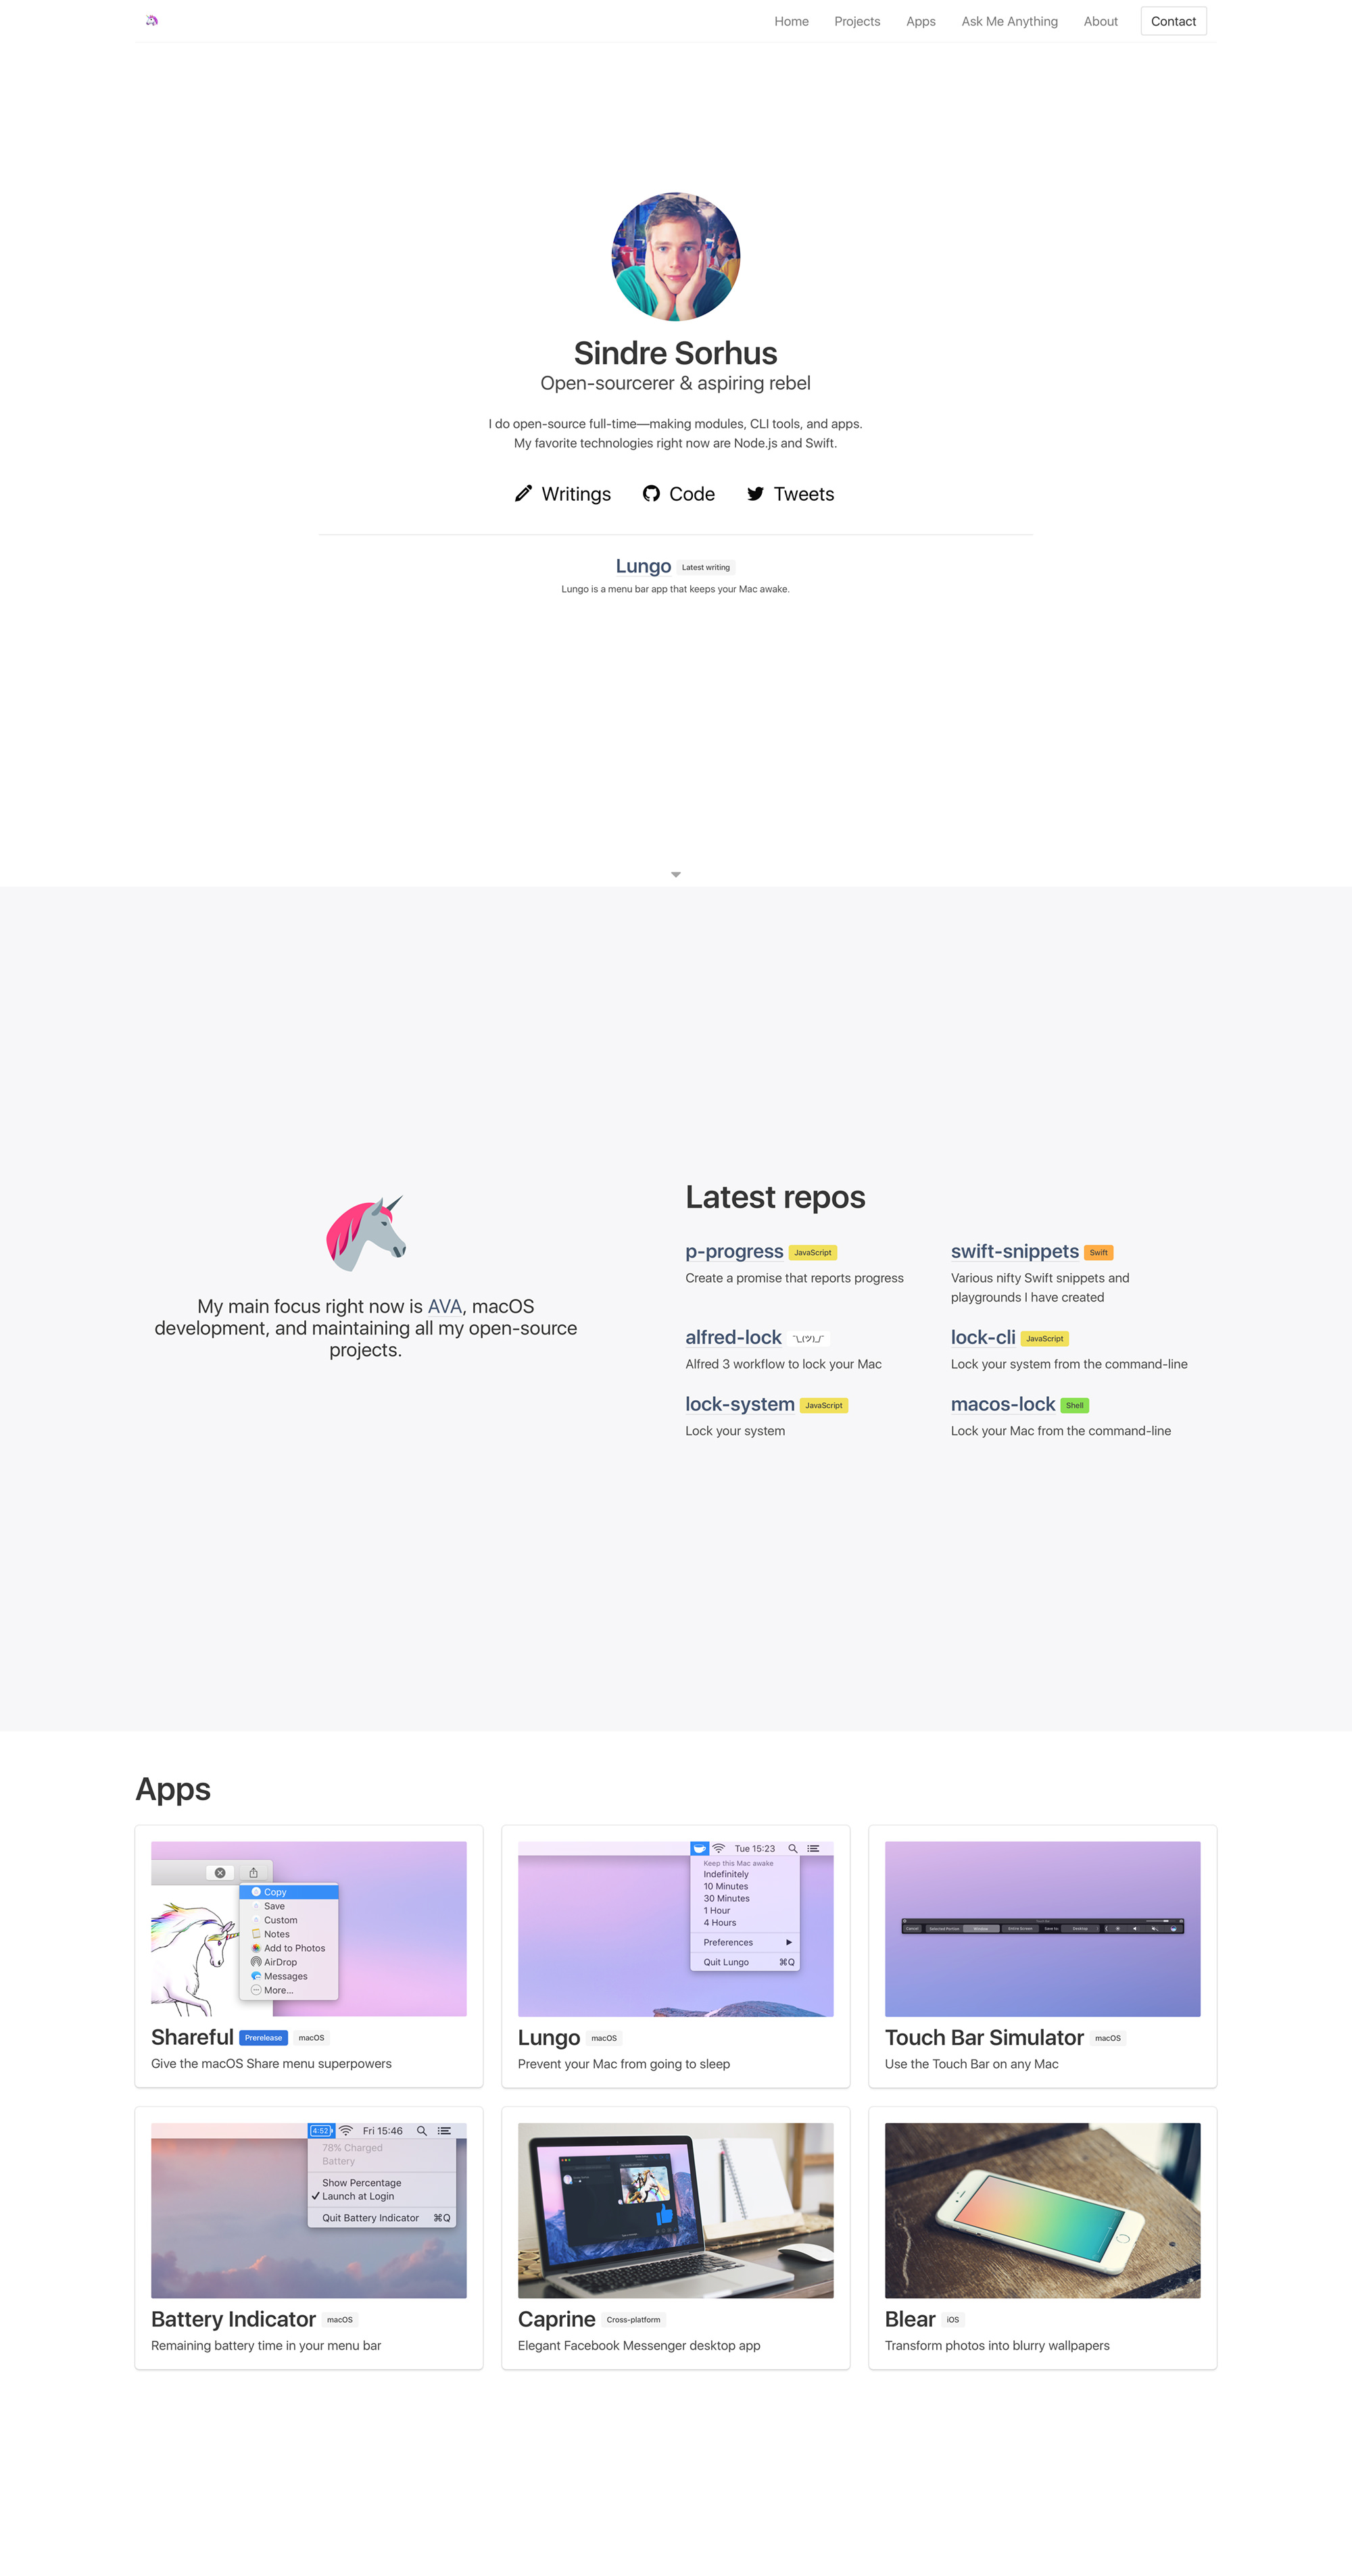 Home Projects Apps Ask Me Anything About Contact
Sindre Sorhus
Open-sourcerer & aspiring rebel
I do open-source full-time—making modules, CLI tools, and apps.
My favorite technologies right now are Node.js and Swift.
Writings Code Tweets
Lungo Latest writing
Lungo is a menu bar app that keeps your Mac awake.
My main focus right now is AVA, macOS
development, and maintaining all my open-source
projects.
Latest repos
p-progress JavaScript
Create a promise that reports progress
swift-snippets Swift
Various nifty Swift snippets and
playgrounds I have created
alfred-lock ¯\_(ツ)_/¯
Alfred 3 workflow to lock your Mac
lock-cli JavaScript
Lock your system from the command-line
lock-system JavaScript
Lock your system
macos-lock Shell
Lock your Mac from the command-line
Apps
Copy
Save
Custom
Notes
Add to Photos
AirDrop
Messages
More...
Shareful Prerelease macOS
Give the macOS Share menu superpowers
Tue 15:23
Keep this Mac awake
Indefinitely
10 Minutes
30 Minutes
1 Hour
4 Hours
Preferences
Quit Lungo ⌘Q
Lungo macOS
Prevent your Mac from going to sleep
Cancel Selected Portion Window Entire Screen Save to: Desktop
Touch Bar Simulator macOS
Use the Touch Bar on any Mac
4:52 Fri 15:46
78% Charged
Battery
Show Percentage
Launch at Login
Quit Battery Indicator ⌘Q
Battery Indicator macOS
Remaining battery time in your menu bar
Caprine Cross-platform
Elegant Facebook Messenger desktop app
Blear iOS
Transform photos into blurry wallpapers